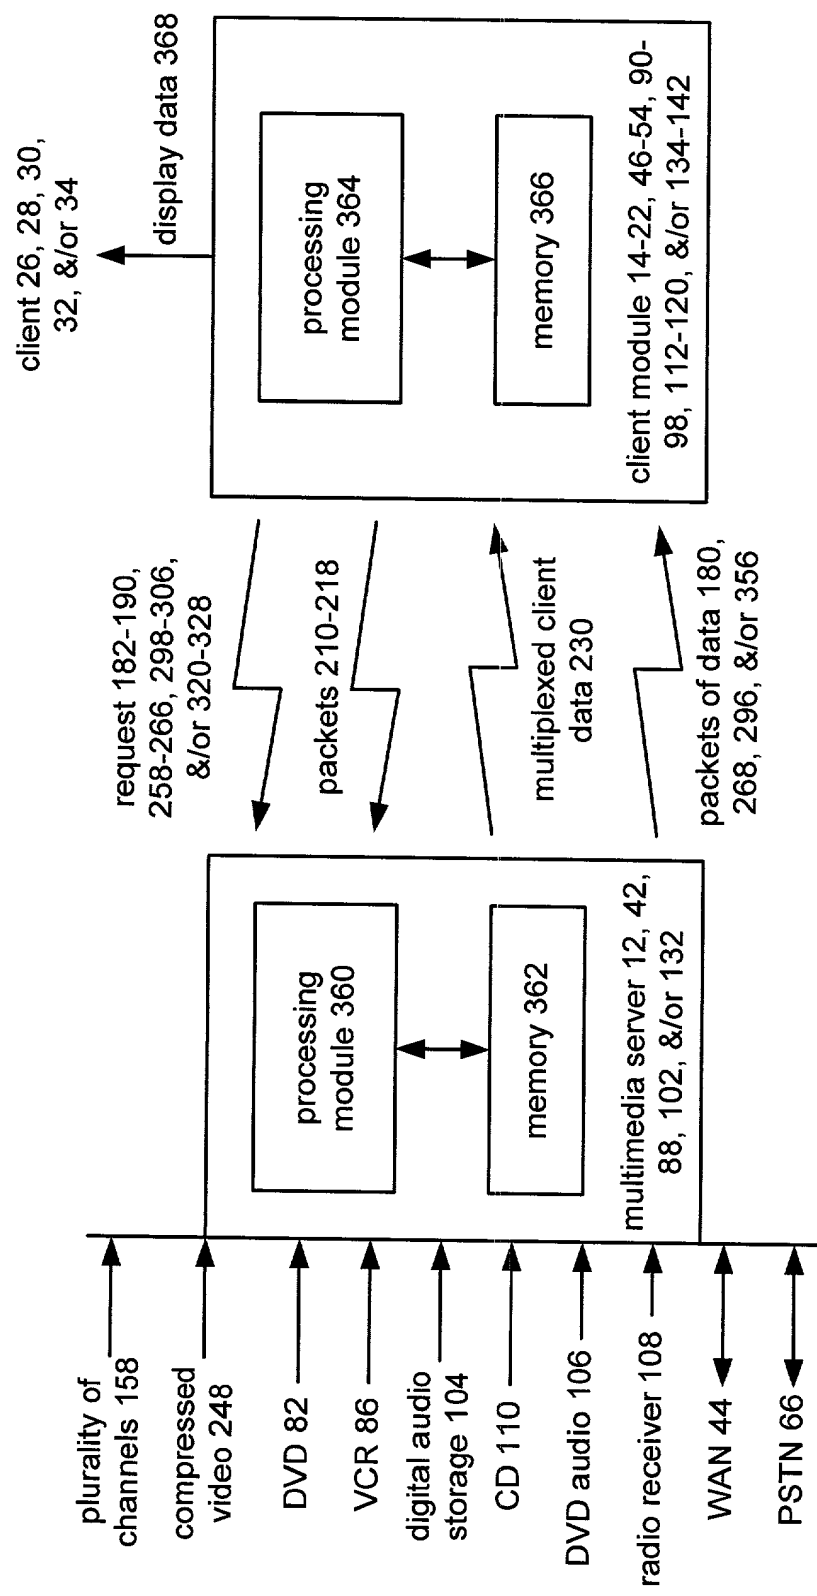 plurality of
channels 158
compressed
video 248
DVD 82
VCR 86
digital audio
storage 104
CD 110
DVD audio 106
radio receiver 108
WAN 44
PSTN 66
processing
module 360
memory 362
multimedia server 12, 42,
88, 102, &/or 132
request 182-190,
258-266, 298-306,
&/or 320-328
packets 210-218
multiplexed client
data 230
packets of data 180,
268, 296, &/or 356
client 26, 28, 30,
32, &/or 34
display data 368
processing
module 364
memory 366
client module 14-22, 46-54, 90-
98, 112-120, &/or 134-142